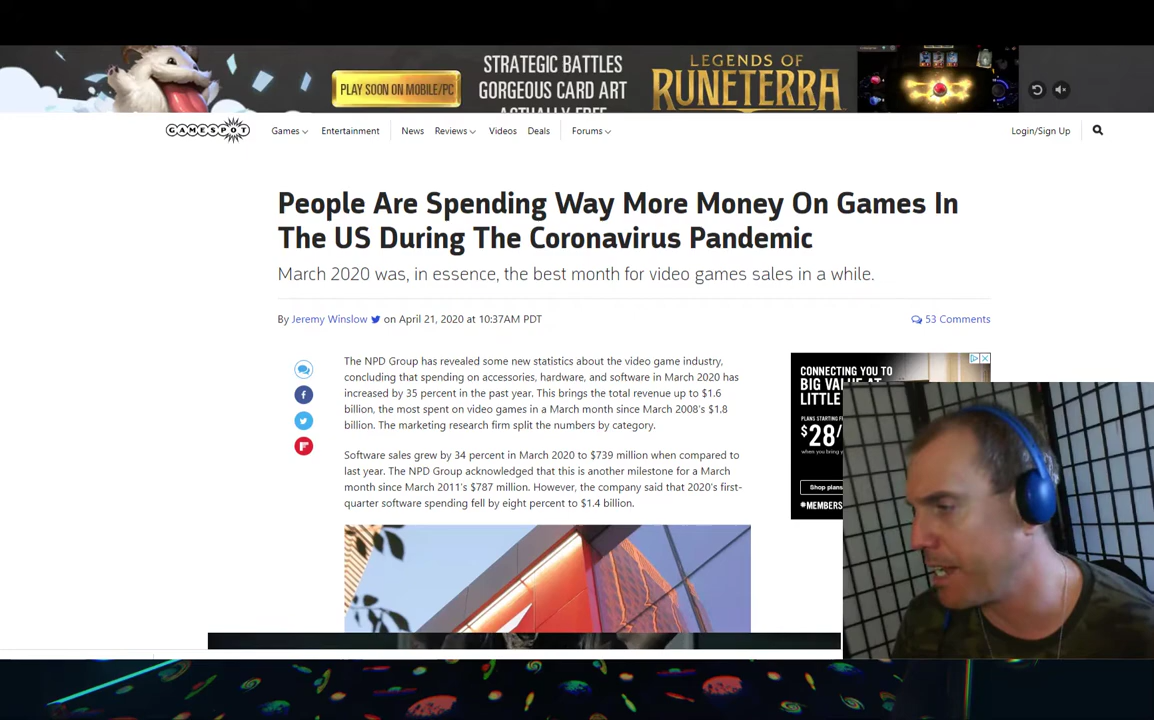 STRATEGIC BATTLES
GORGEOUS CARD ART
ACTUALLY FREE
PLAY SOON ON MOBILE/PC
LEGENDS OF
RUNETERRA
GAMESPOT
Games
Entertainment
News
Reviews
Videos
Deals
Forums
Login/Sign Up
People Are Spending Way More Money On Games In
The US During The Coronavirus Pandemic
March 2020 was, in essence, the best month for video games sales in a while.
By Jeremy Winslow on April 21, 2020 at 10:37AM PDT
53 Comments
The NPD Group has revealed some new statistics about the video game industry,
concluding that spending on accessories, hardware, and software in March 2020 has
increased by 35 percent in the past year. This brings the total revenue up to $1.6
billion, the most spent on video games in a March month since March 2008's $1.8
billion. The marketing research firm split the numbers by category.
Software sales grew by 34 percent in March 2020 to $739 million when compared to
last year. The NPD Group acknowledged that this is another milestone for a March
month since March 2011's $787 million. However, the company said that 2020's first-
quarter software spending fell by eight percent to $1.4 billion.
CONNECTING YOU TO
BIG VALUE AT
LITTLE
PLANS STARTING
$28/
when you bring y
Shop plans
MEMBERS